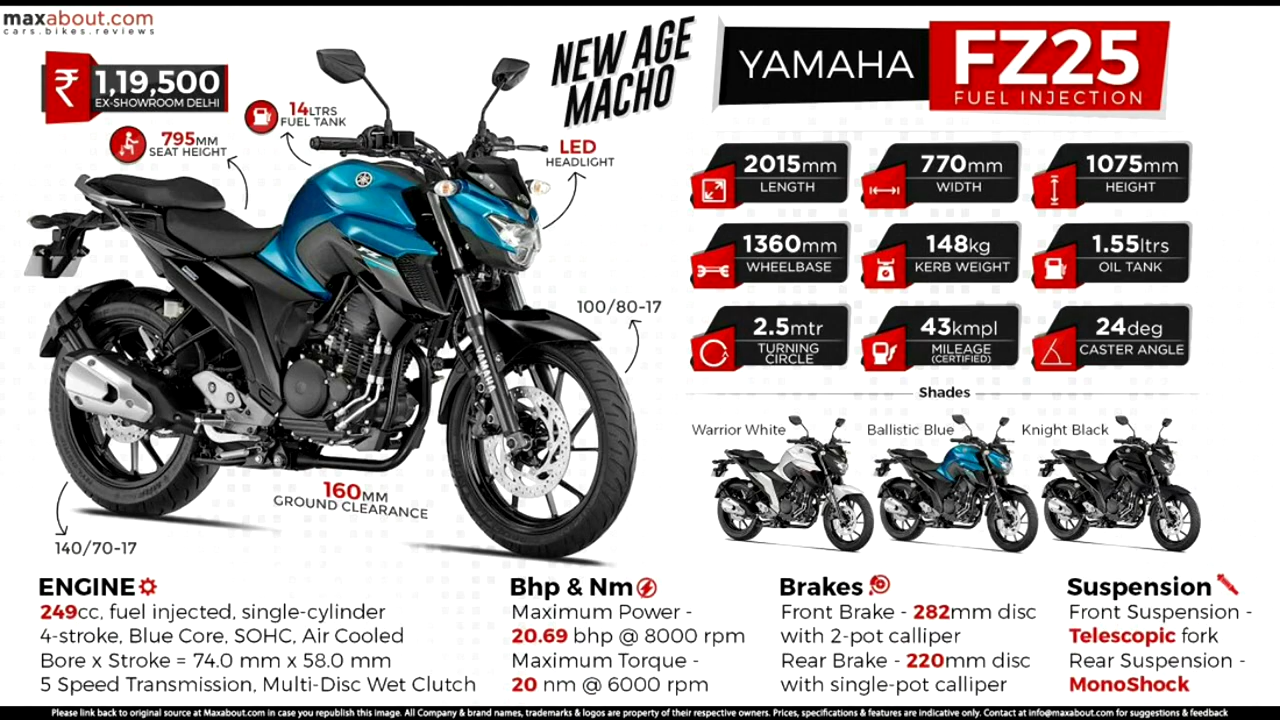 maxabout.com
cars.bikes.reviews
₹ 1,19,500
EX-SHOWROOM DELHI
14LTRS
FUEL TANK
795MM
SEAT HEIGHT
NEW AGE
MACHO
LED
HEADLIGHT
YAMAHA
FZ25
FUEL INJECTION
2015mm
LENGTH
770mm
WIDTH
1075mm
HEIGHT
1360mm
WHEELBASE
148kg
KERB WEIGHT
1.55ltrs
OIL TANK
2.5mtr
TURNING
CIRCLE
43kmpl
MILEAGE
(CERTIFIED)
24deg
CASTER ANGLE
100/80-17
YAMAHA
160MM
GROUND CLEARANCE
140/70-17
Shades
Warrior White
Ballistic Blue
Knight Black
ENGINE
249cc, fuel injected, single-cylinder
4-stroke, Blue Core, SOHC, Air Cooled
Bore x Stroke = 74.0 mm x 58.0 mm
5 Speed Transmission, Multi-Disc Wet Clutch
Bhp & Nm
Maximum Power -
20.69 bhp @ 8000 rpm
Maximum Torque -
20 nm @ 6000 rpm
Brakes
Front Brake - 282mm disc
with 2-pot calliper
Rear Brake - 220mm disc
with single-pot calliper
Suspension
Front Suspension -
Telescopic fork
Rear Suspension -
MonoShock
Please link back to original source at Maxabout.com in case you republish this image. All Company & brand names, trademarks & logos are property of their respective owners. Prices, specifications & features are indicative only. Contact at info@maxabout.com for suggestions & feedback